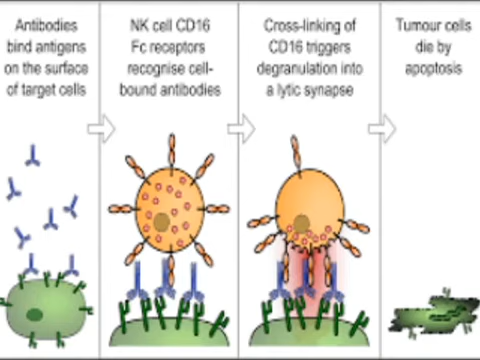 Antibodies
bind antigens
on the surface
of target cells
NK cell CD16
Fc receptors
recognise cell-
bound antibodies
Cross-linking of
CD16 triggers
degranulation into
a lytic synapse
Tumour cells
die by
apoptosis